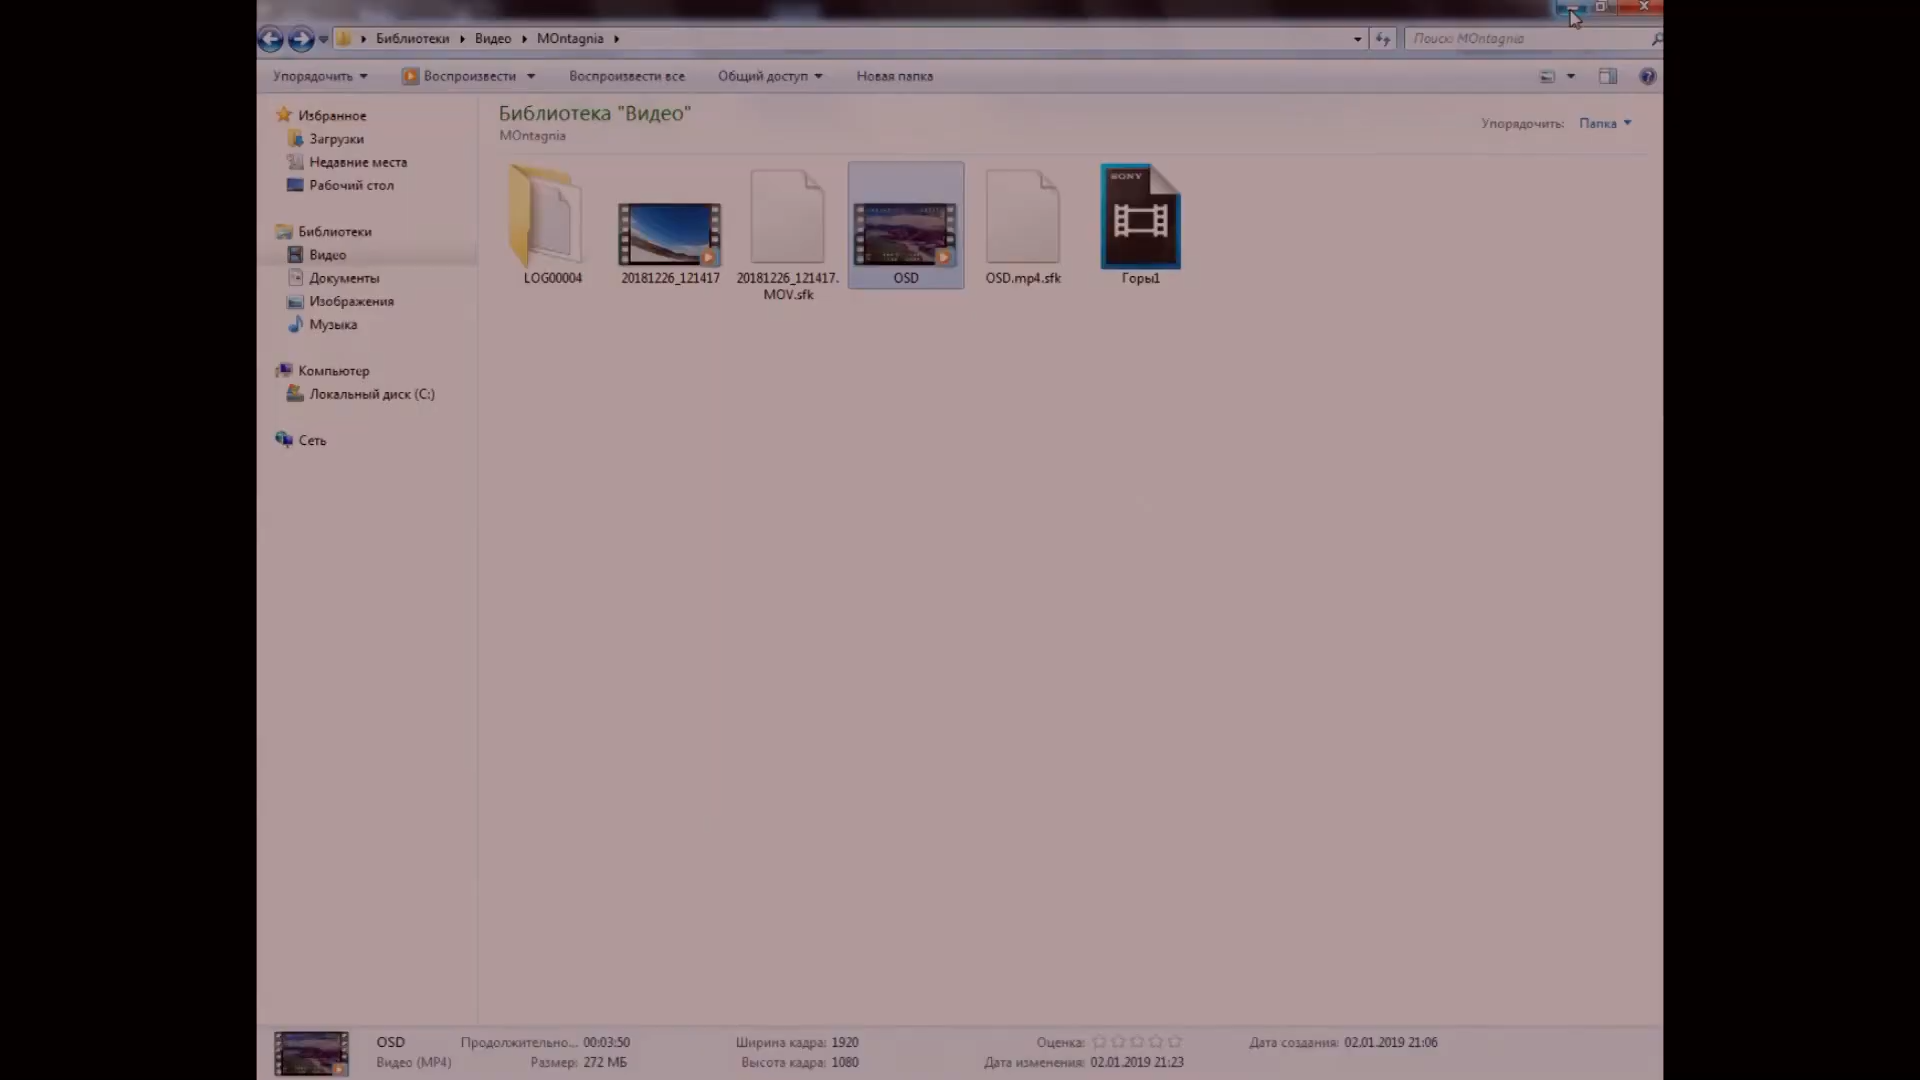 Библиотеки Видео MOntagnia
Поиск: MOntagnia
Упорядочить Воспроизвести Воспроизвести все Общий доступ Новая папка
Избранное
Загрузки
Недавние места
Рабочий стол
Библиотеки
Видео
Документы
Изображения
Музыка
Компьютер
Локальный диск (C:)
Сеть
Библиотека "Видео"
MOntagnia
Упорядочить: Папка
SONY
LOG00004
20181226_121417
20181226_121417.
MOV.sfk
OSD
OSD.mp4.sfk
Горы1
OSD Продолжительно... 00:03:50 Ширина кадра: 1920 Оценка: Дата создания: 02.01.2019 21:06
Видео (MP4) Размер: 272 МБ Высота кадра: 1080 Дата изменения: 02.01.2019 21:23